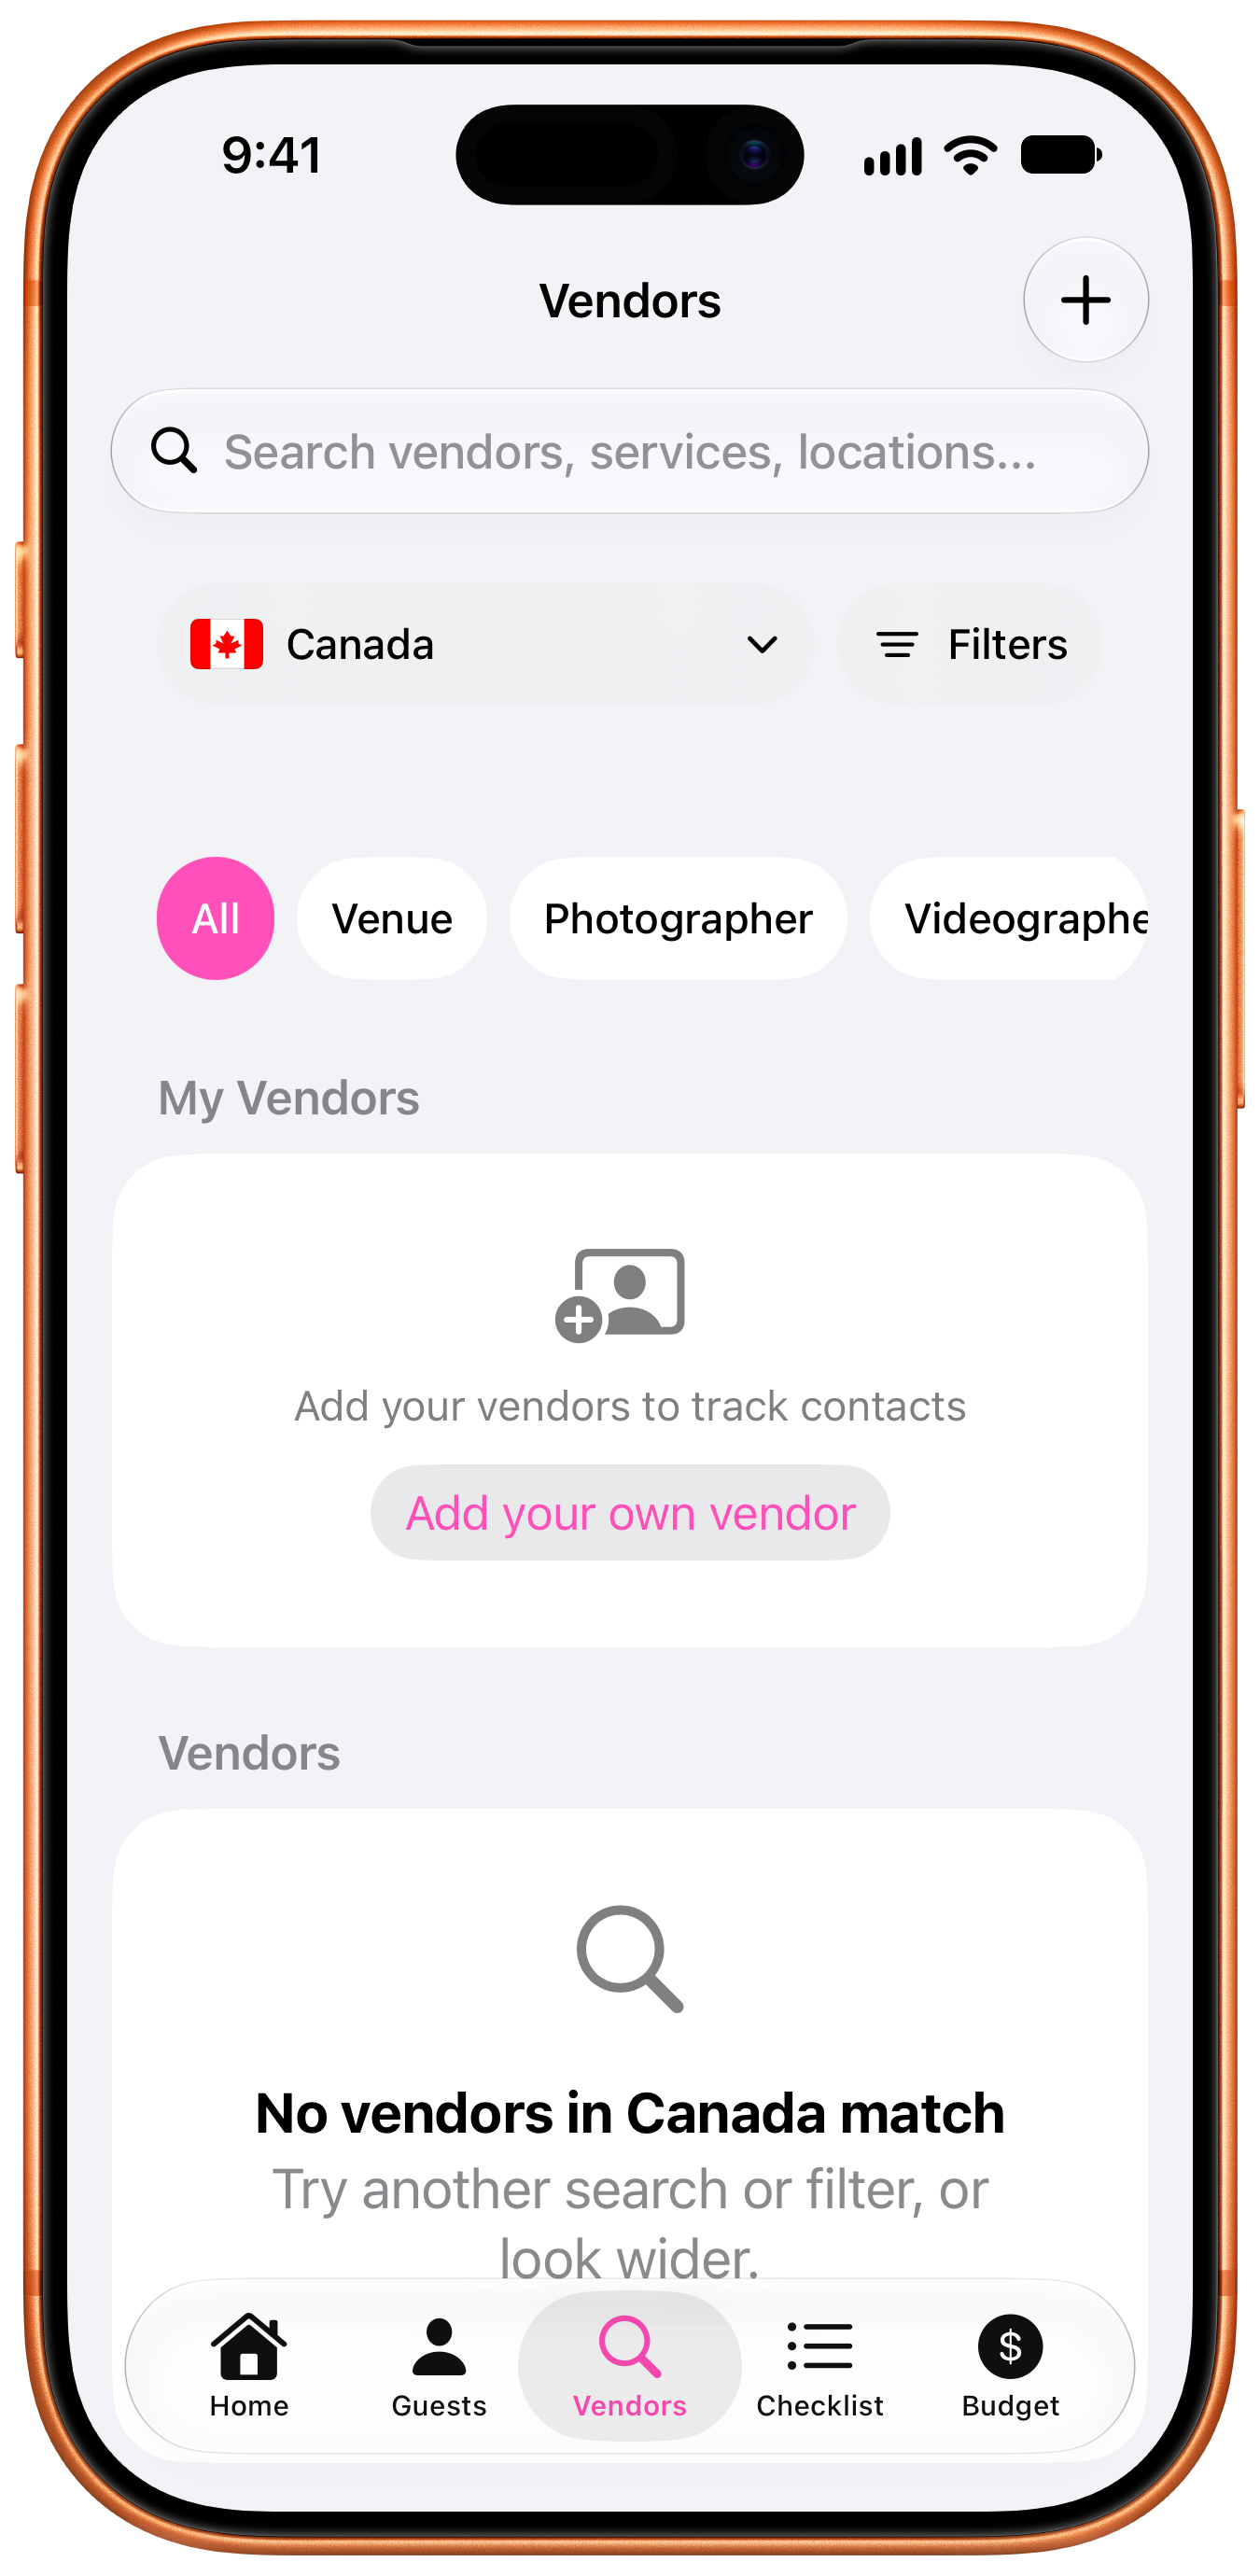 9:41
Vendors
Search vendors, services, locations...
Canada
Filters
All
Venue
Photographer
Videographe
My Vendors
Add your vendors to track contacts
Add your own vendor
Vendors
No vendors in Canada match
Try another search or filter, or
look wider.
Home
Guests
Vendors
Checklist
$
Budget